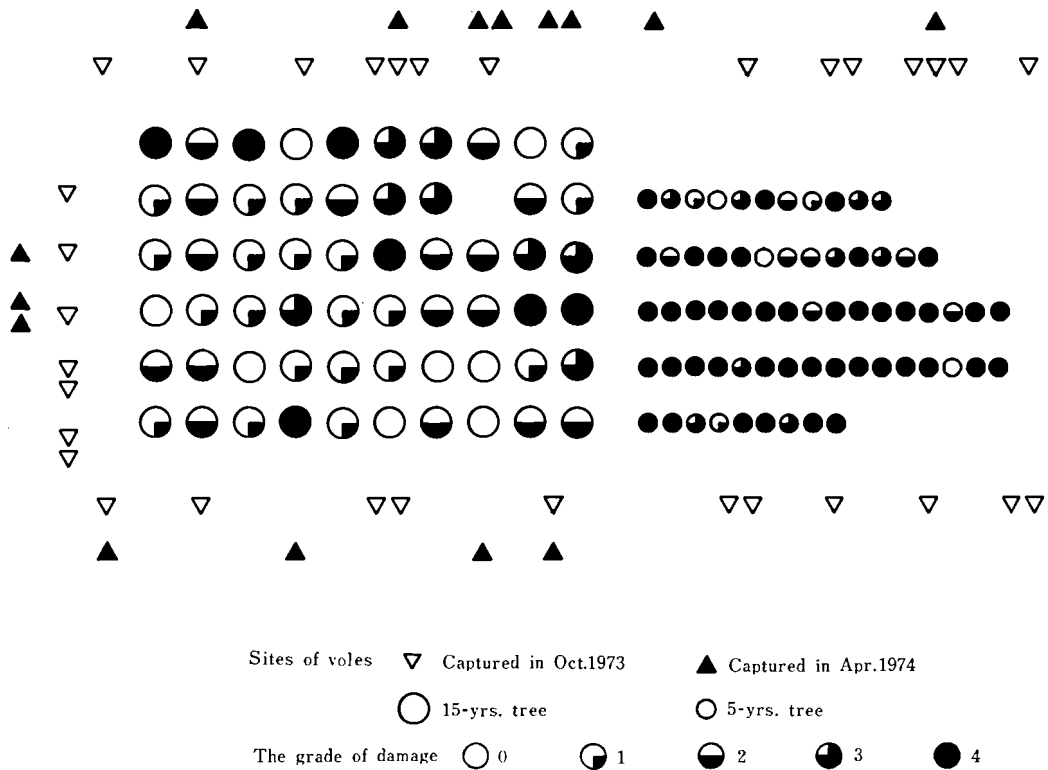 Sites of voles ▽ Captured in Oct.1973 ▲ Captured in Apr.1974
15-yrs. tree 5-yrs. tree
The grade of damage 0 1 2 3 4